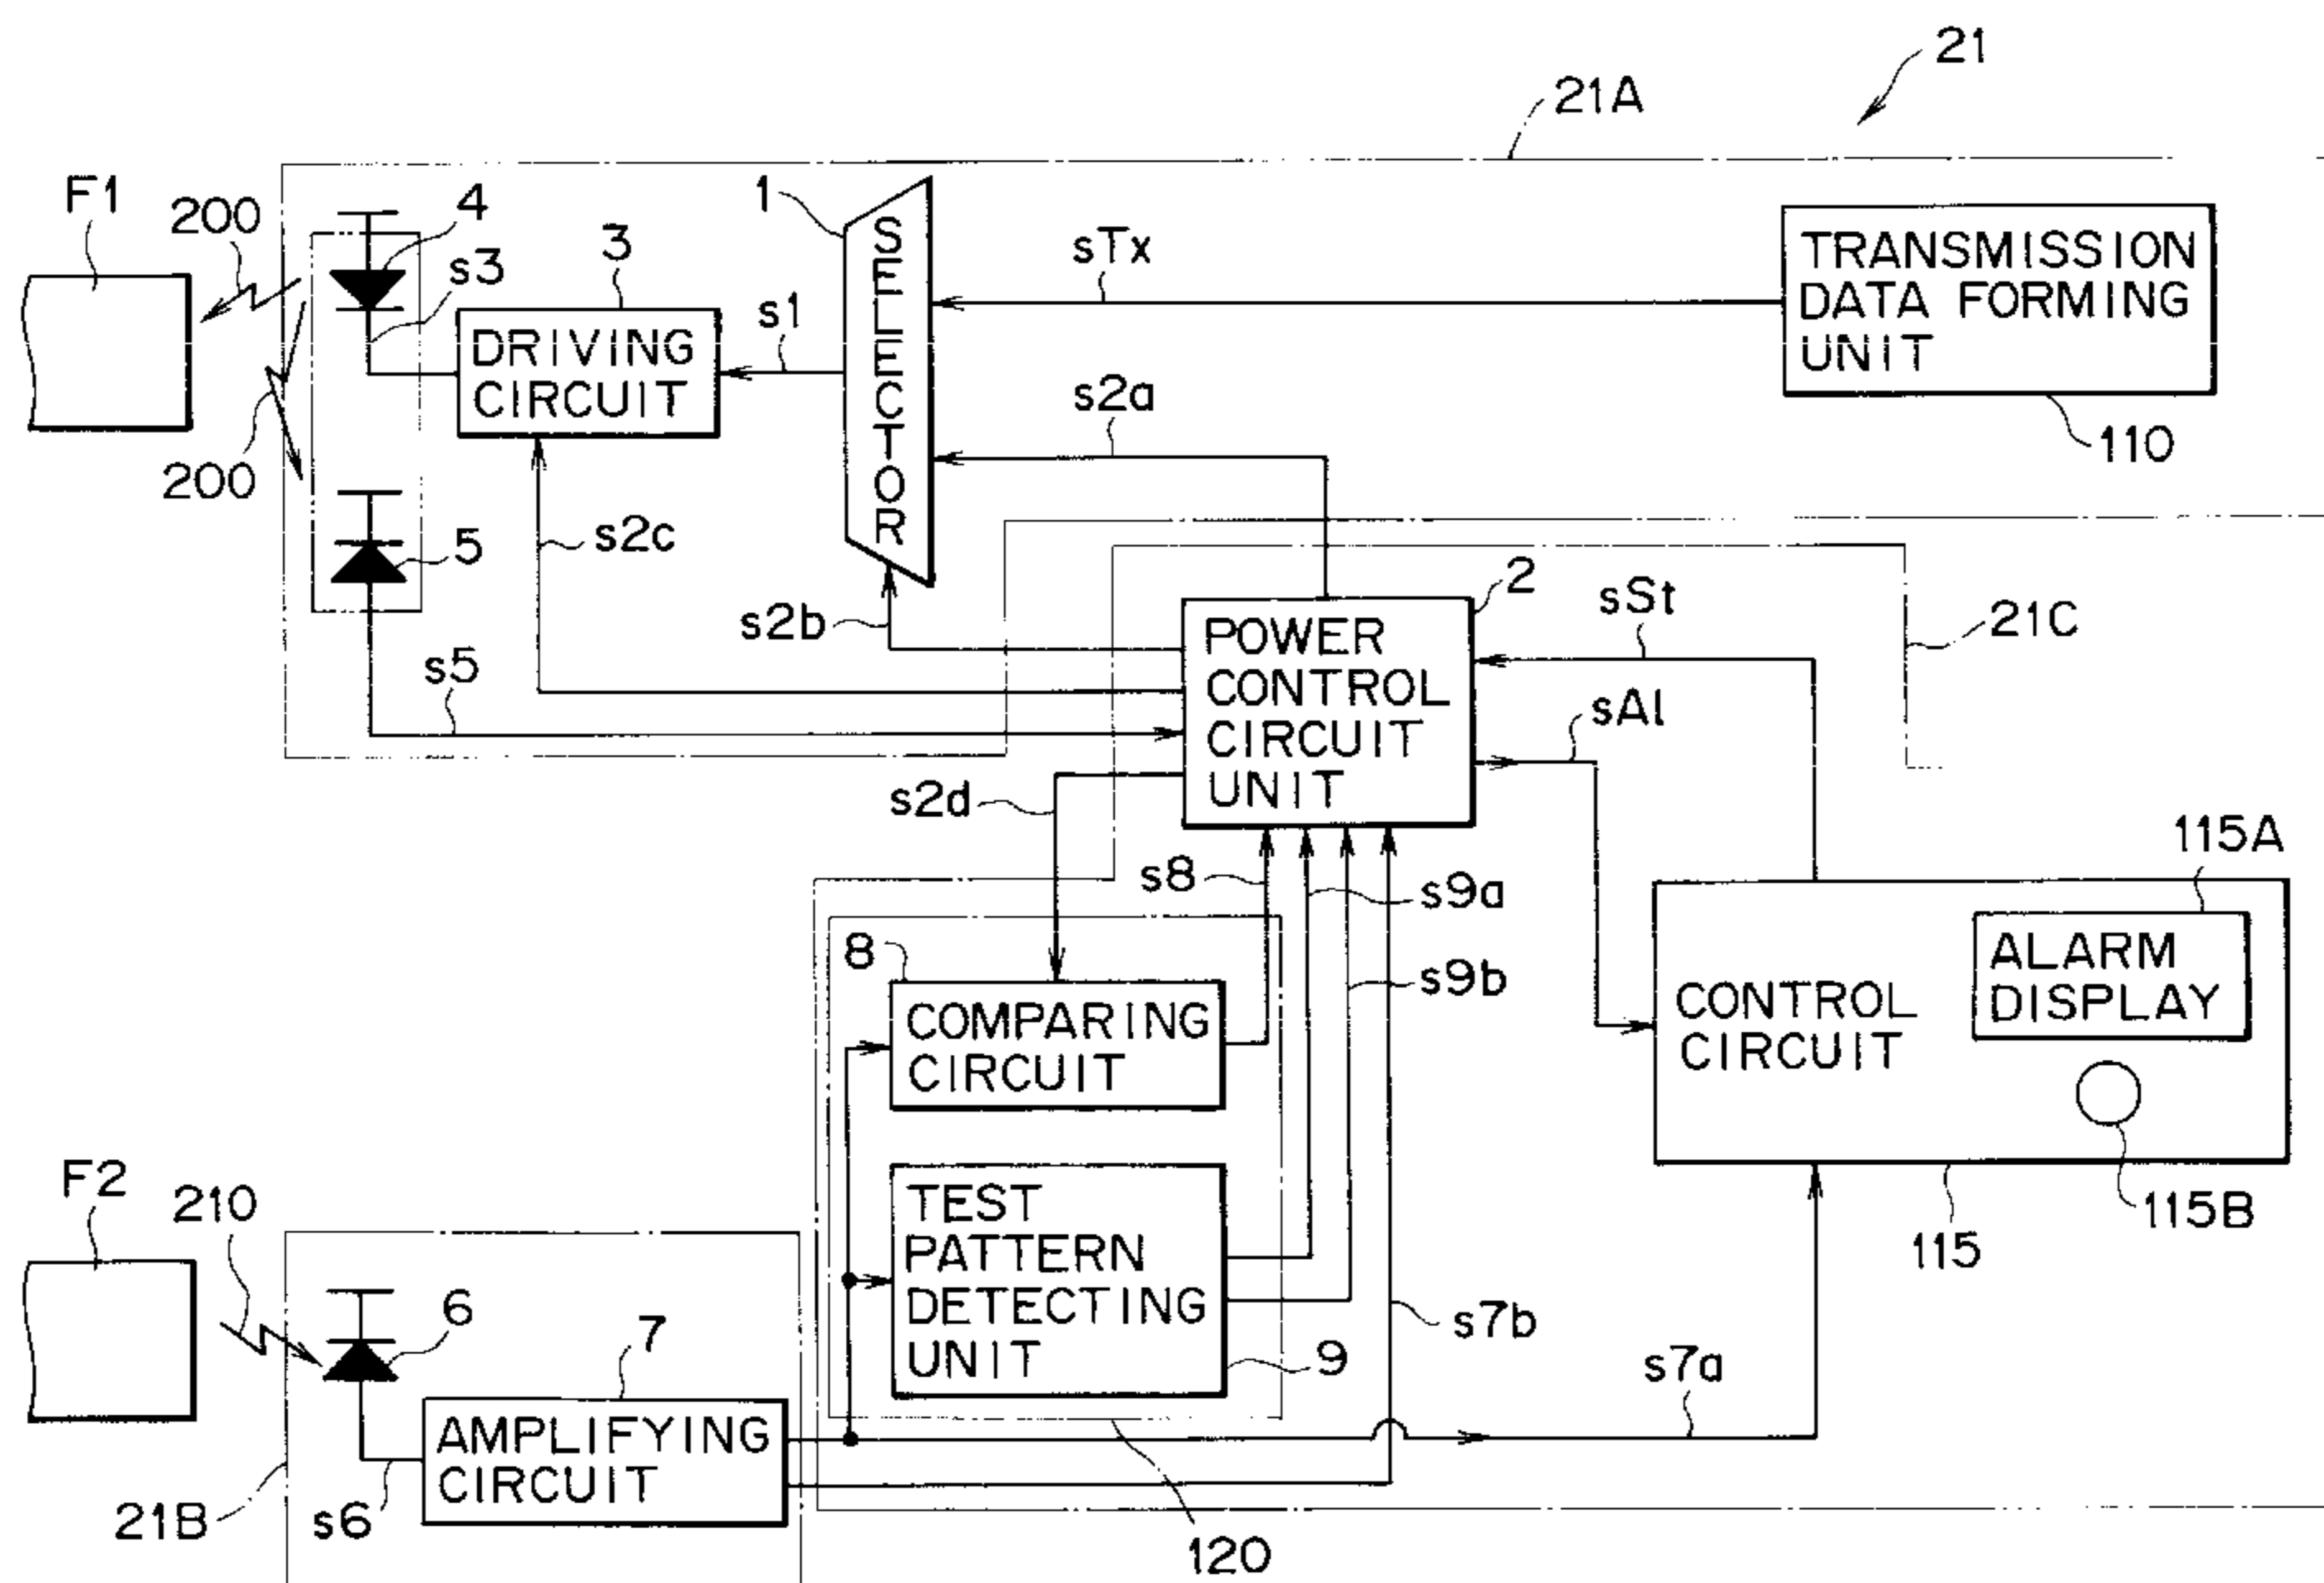 21
21A
F1
200
4
s3
3
1
sTx
DRIVING
CIRCUIT
s1
SELECTOR
TRANSMISSION
DATA FORMING
UNIT
s2a
110
200
5
s2c
2
s2b
sSt
21C
POWER
CONTROL
CIRCUIT
UNIT
s5
sAl
s2d
115A
s8
s9a
8
s9b
ALARM
DISPLAY
COMPARING
CIRCUIT
CONTROL
CIRCUIT
F2
210
TEST
PATTERN
DETECTING
UNIT
115B
115
6
7
s7b
9
s7a
AMPLIFYING
CIRCUIT
21B
s6
120